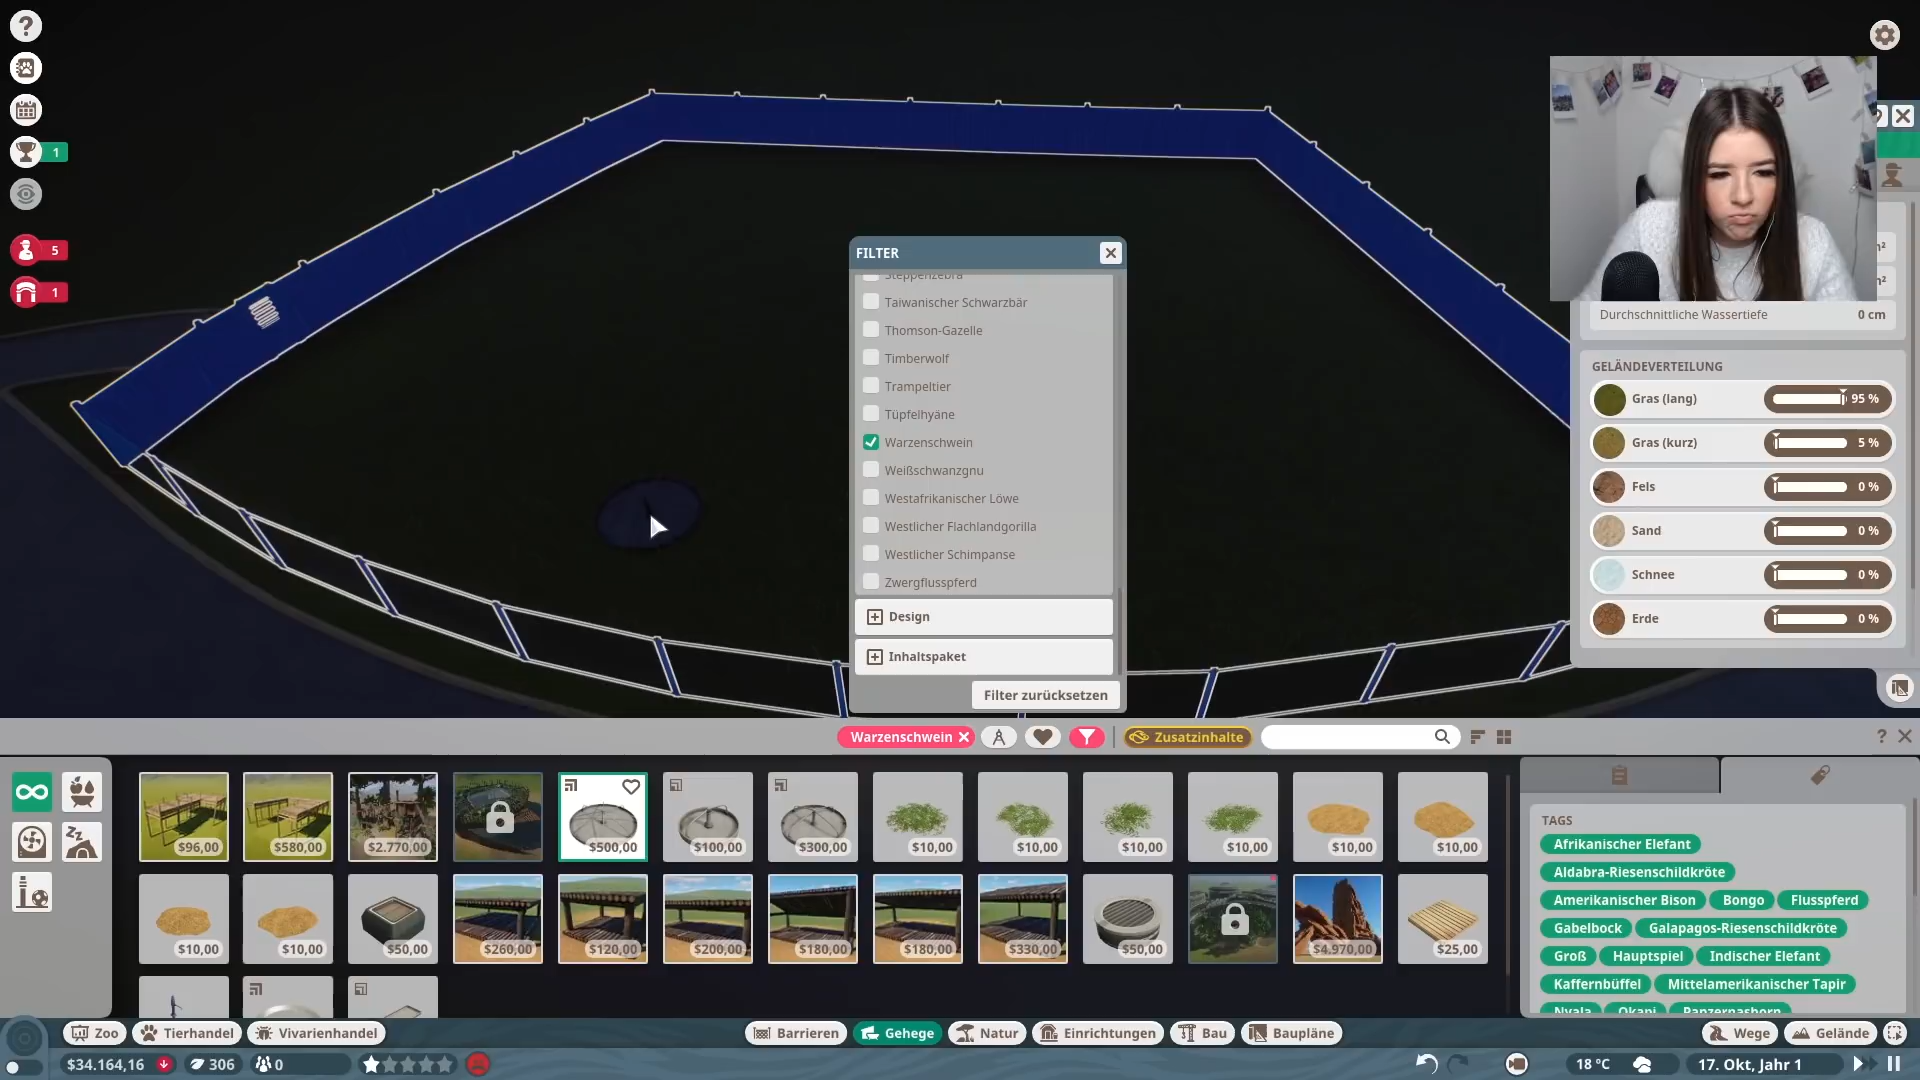 ?
1
5
1
FILTER
Steppenzebra
Taiwanischer Schwarzbär
Thomson-Gazelle
Timberwolf
Trampeltier
Tüpfelhyäne
Warzenschwein
Weißschwanzgnu
Westafrikanischer Löwe
Westlicher Flachlandgorilla
Westlicher Schimpanse
Zwergflusspferd
Design
Inhaltspaket
Filter zurücksetzen
Durchschnittliche Wassertiefe 0 cm
GELÄNDEVERTEILUNG
Gras (lang) 95 %
Gras (kurz) 5 %
Fels 0 %
Sand 0 %
Schnee 0 %
Erde 0 %
Warzenschwein Zusatzinhalte ?
$96,00 $580,00 $2.770,00 $500,00 $100,00 $300,00 $10,00 $10,00 $10,00 $10,00 $10,00 $10,00
$10,00 $10,00 $50,00 $260,00 $120,00 $200,00 $180,00 $180,00 $330,00 $50,00 $4.970,00 $25,00
TAGS
Afrikanischer Elefant
Aldabra-Riesenschildkröte
Amerikanischer Bison Bongo Flusspferd
Gabelbock Galapagos-Riesenschildkröte
Groß Hauptspiel Indischer Elefant
Kaffernbüffel Mittelamerikanischer Tapir
Nyala Okapi Panzernashorn
Zoo Tierhandel Vivarienhandel Barrieren Gehege Natur Einrichtungen Bau Baupläne Wege Gelände
$34.164,16 306 0 18 °C 17. Okt, Jahr 1